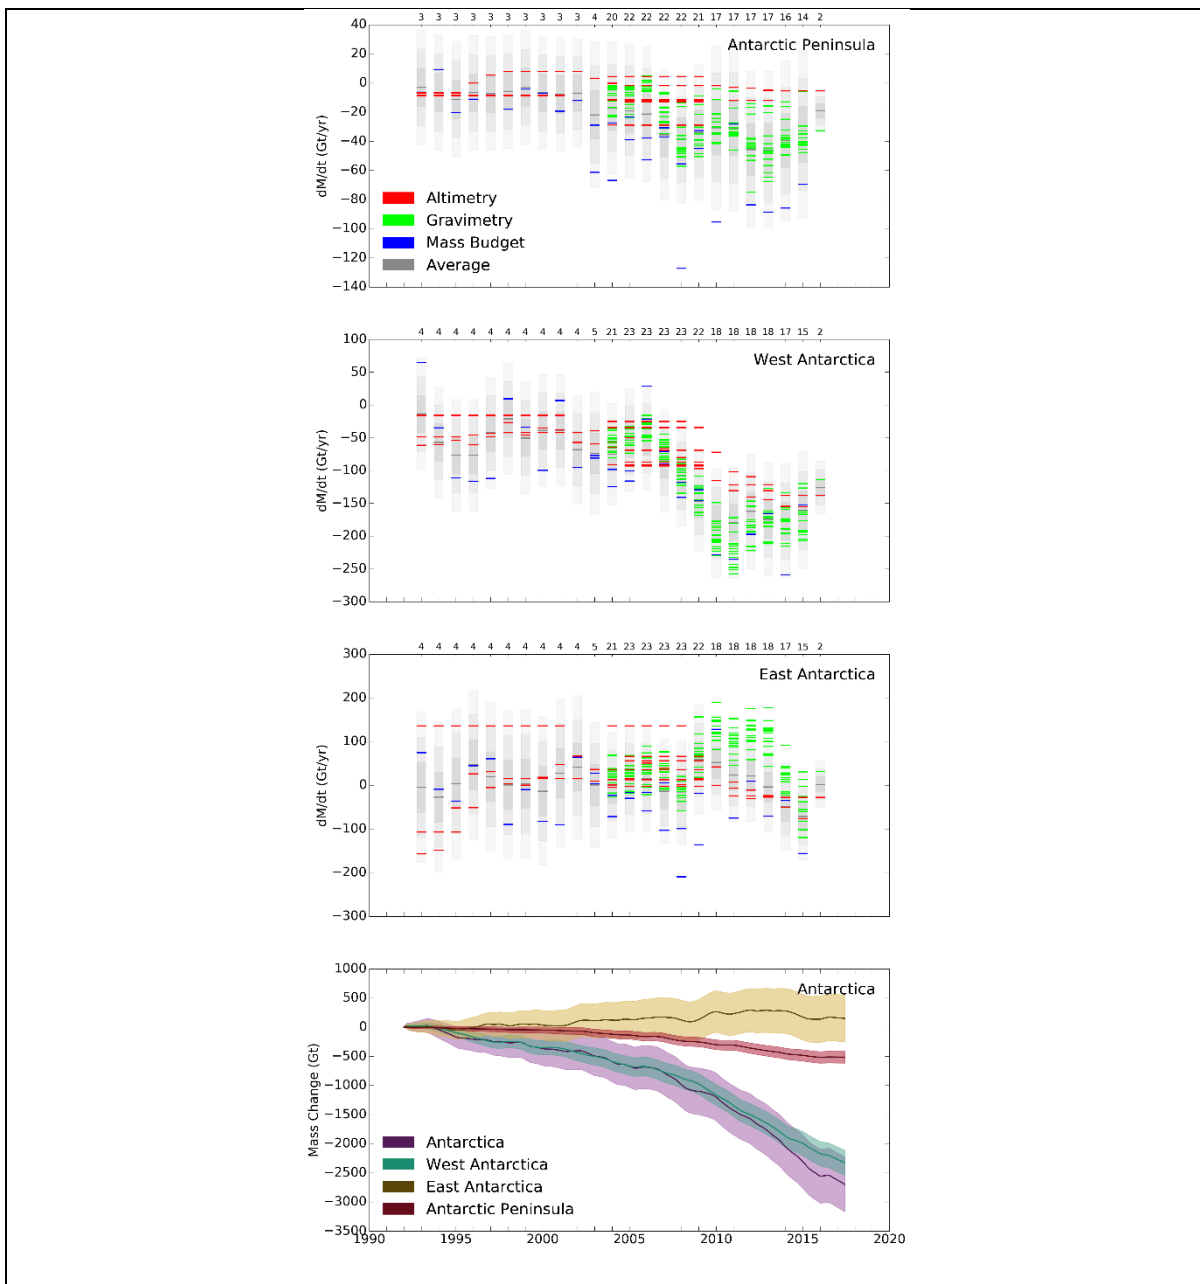 3 3 3 3 3 3 3 3 3 3 4 20 22 22 22 22 21 17 17 17 17 16 14 2
Antarctic Peninsula
40
20
0
−20
−40
−60
−80
−100
−120
−140
dM/dt (Gt/yr)
Altimetry
Gravimetry
Mass Budget
Average
4 4 4 4 4 4 4 4 4 4 5 21 23 23 23 23 22 18 18 18 18 17 15 2
West Antarctica
100
50
0
−50
−100
−150
−200
−250
−300
dM/dt (Gt/yr)
4 4 4 4 4 4 4 4 4 4 5 21 23 23 23 23 22 18 18 18 18 17 15 2
East Antarctica
300
200
100
0
−100
−200
−300
dM/dt (Gt/yr)
Antarctica
1000
500
0
−500
−1000
−1500
−2000
−2500
−3000
−3500
Mass Change (Gt)
Antarctica
West Antarctica
East Antarctica
Antarctic Peninsula
1990 1995 2000 2005 2010 2015 2020